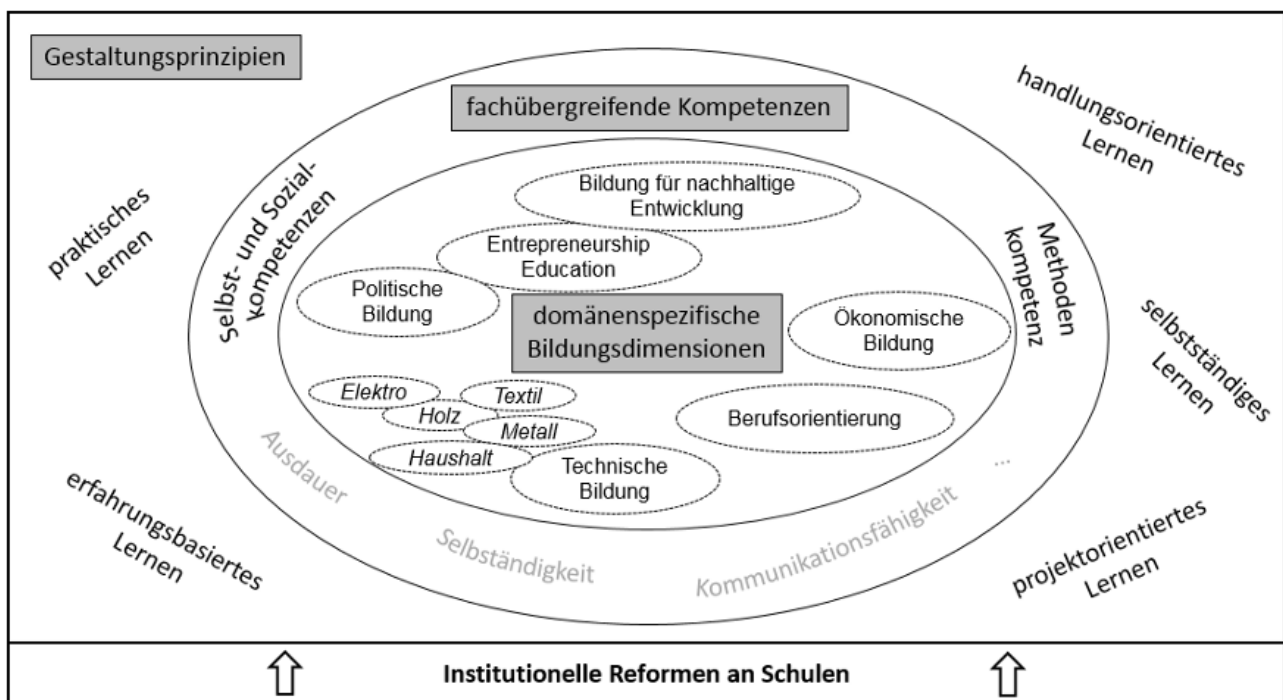 Gestaltungsprinzipien
fachübergreifende Kompetenzen
handlungsorientiertes
Lernen
praktisches
Lernen
Selbst- und Sozial-
kompetenzen
Bildung für nachhaltige
Entwicklung
Methoden
kompetenz
Entrepreneurship
Education
Politische
Bildung
domänenspezifische
Bildungsdimensionen
Ökonomische
Bildung
selbstständiges
Lernen
Elektro
Textil
Holz
Metall
Haushalt
Berufsorientierung
Technische
Bildung
Ausdauer
Selbständigkeit
Kommunikationsfähigkeit
...
erfahrungsbasiertes
Lernen
projektorientiertes
Lernen
Institutionelle Reformen an Schulen